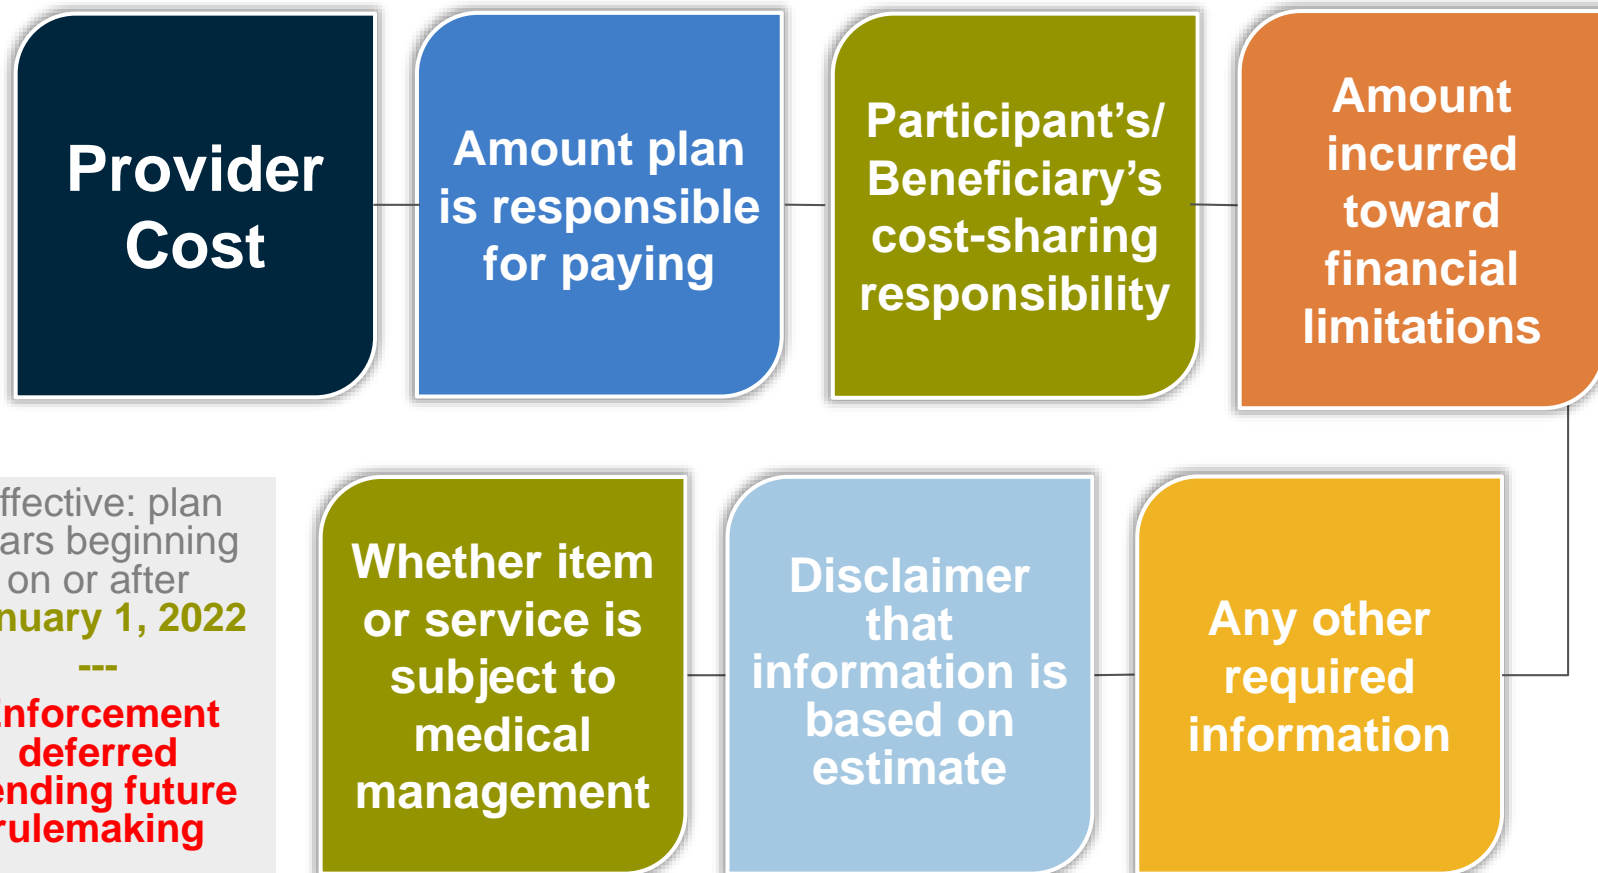 Provider
Cost
Amount plan
is responsible
for paying
Participant’s/
Beneficiary’s
cost-sharing
responsibility
Amount
incurred
toward
financial
limitations
ffective: plan
ars beginning
on or after
nuary 1, 2022
---
Enforcement
deferred
ending future
rulemaking
Whether item
or service is
subject to
medical
management
Disclaimer
that
information is
based on
estimate
Any other
required
information